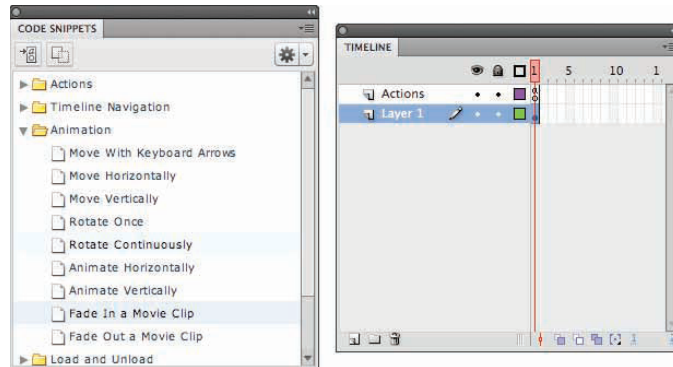 CODE SNIPPETS
Actions
Timeline Navigation
Animation
Move With Keyboard Arrows
Move Horizontally
Move Vertically
Rotate Once
Rotate Continuously
Animate Horizontally
Animate Vertically
Fade In a Movie Clip
Fade Out a Movie Clip
Load and Unload
TIMELINE
1 5 10 1
Actions
Layer 1